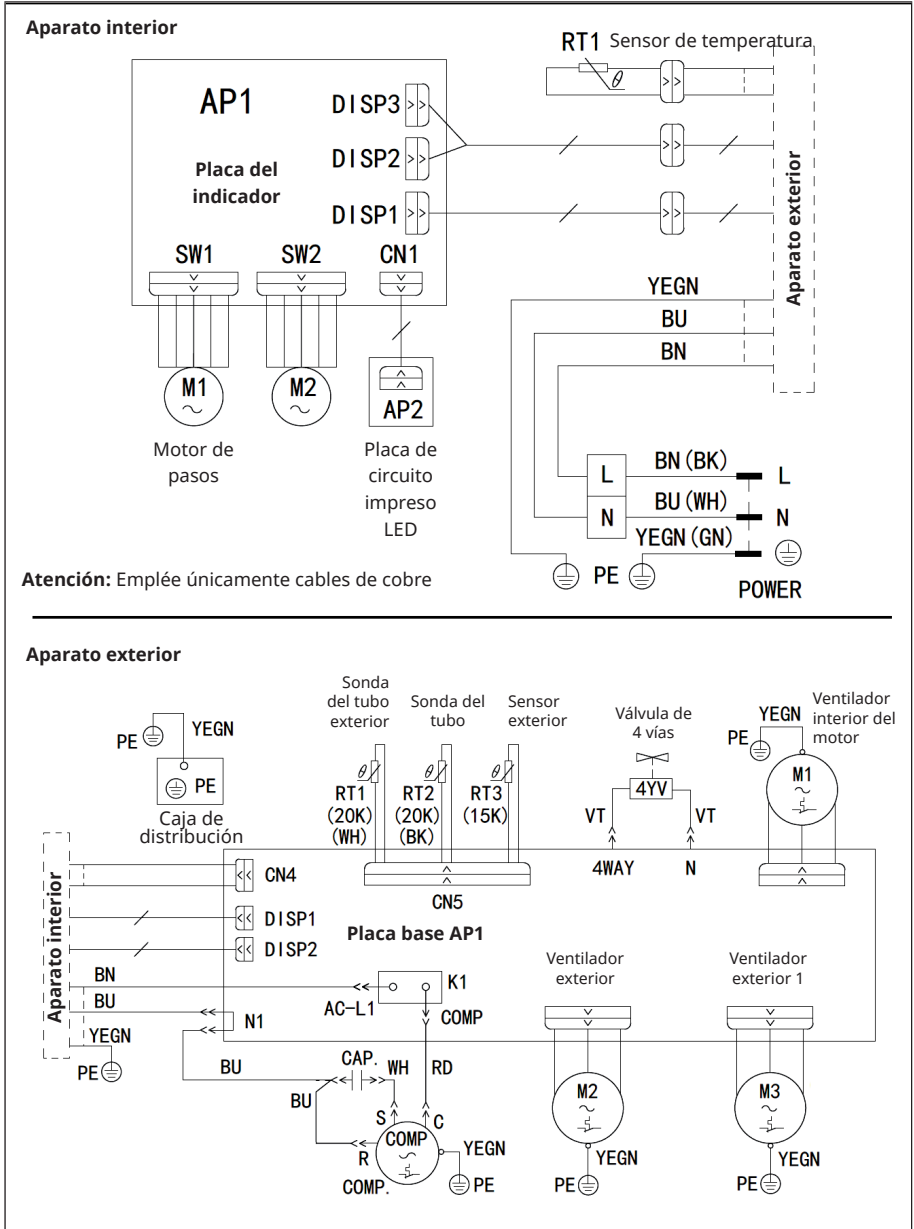 Aparato interior
RT1 Sensor de temperatura
θ
AP1
DISP3
DISP2
DISP1
Placa del
indicador
SW1 SW2 CN1
Aparato exterior
YEGN
BU
BN
M1 M2
AP2
Motor de
pasos
Placa de
circuito
impreso
LED
L BN(BK) L
N BU(WH) N
YEGN(GN)
PE
POWER
Atención: Emplée únicamente cables de cobre
Aparato exterior
Sonda
del tubo
exterior
Sonda del
tubo
Sensor
exterior
Válvula de
4 vías
Ventilador
interior del
motor
PE YEGN
PE
Caja de
distribución
θ θ θ
RT1 RT2 RT3
(20K) (20K) (15K)
(WH) (BK)
4YV
VT VT
4WAY N
YEGN
PE
M1
Aparato interior
CN4
DISP1
DISP2
CN5
Placa base AP1
BN
BU
YEGN
PE
N1
AC-L1
K1
COMP
Ventilador
exterior
Ventilador
exterior 1
BU
CAP.
WH
RD
BU
S C
R
COMP
COMP.
YEGN
PE
M2
YEGN
PE
M3
YEGN
PE